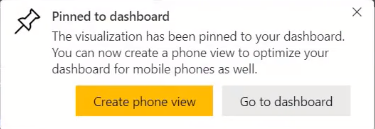 Pinned to dashboard
The visualization has been pinned to your dashboard.
You can now create a phone view to optimize your
dashboard for mobile phones as well.
Create phone view
Go to dashboard